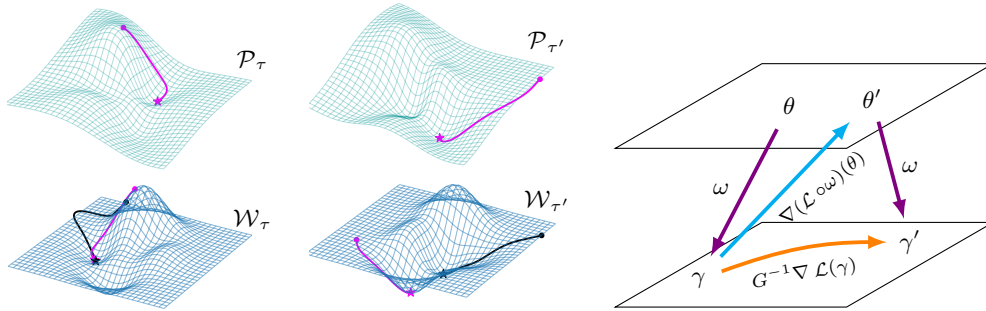 𝒫_τ
𝒫_τ′
𝒲_τ
𝒲_τ′
θ
θ′
ω
∇(ℒ∘ω)(θ)
ω
γ
G⁻¹∇ℒ(γ)
γ′